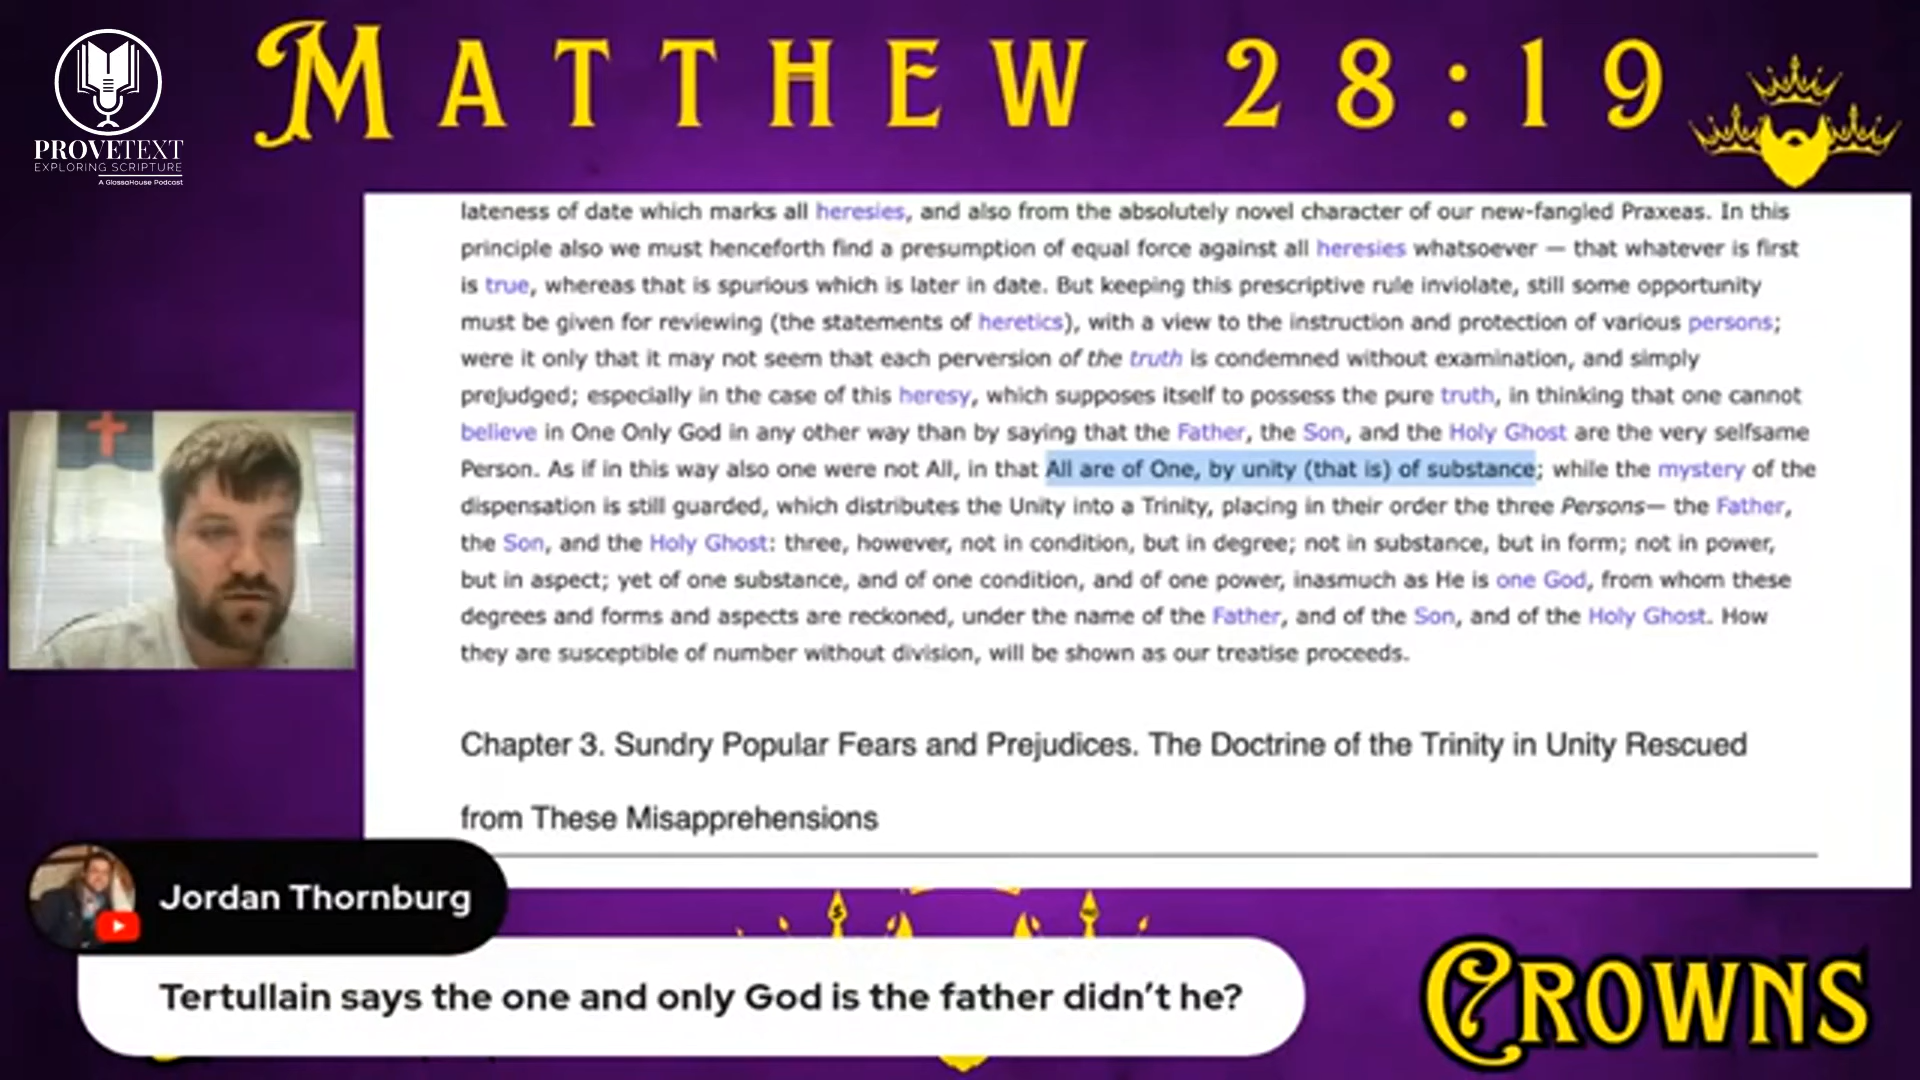 MATTHEW 28:19
PROVETEXT
EXPLORING SCRIPTURE
A GlossaHouse Podcast
lateness of date which marks all heresies, and also from the absolutely novel character of our new-fangled Praxeas. In this
principle also we must henceforth find a presumption of equal force against all heresies whatsoever — that whatever is first
is true, whereas that is spurious which is later in date. But keeping this prescriptive rule inviolate, still some opportunity
must be given for reviewing (the statements of heretics), with a view to the instruction and protection of various persons;
were it only that it may not seem that each perversion of the truth is condemned without examination, and simply
prejudged; especially in the case of this heresy, which supposes itself to possess the pure truth, in thinking that one cannot
believe in One Only God in any other way than by saying that the Father, the Son, and the Holy Ghost are the very selfsame
Person. As if in this way also one were not All, in that All are of One, by unity (that is) of substance; while the mystery of the
dispensation is still guarded, which distributes the Unity into a Trinity, placing in their order the three Persons— the Father,
the Son, and the Holy Ghost: three, however, not in condition, but in degree; not in substance, but in form; not in power,
but in aspect; yet of one substance, and of one condition, and of one power, inasmuch as He is one God, from whom these
degrees and forms and aspects are reckoned, under the name of the Father, and of the Son, and of the Holy Ghost. How
they are susceptible of number without division, will be shown as our treatise proceeds.
Chapter 3. Sundry Popular Fears and Prejudices. The Doctrine of the Trinity in Unity Rescued
from These Misapprehensions
Jordan Thornburg
Tertullain says the one and only God is the father didn't he?
CROWNS